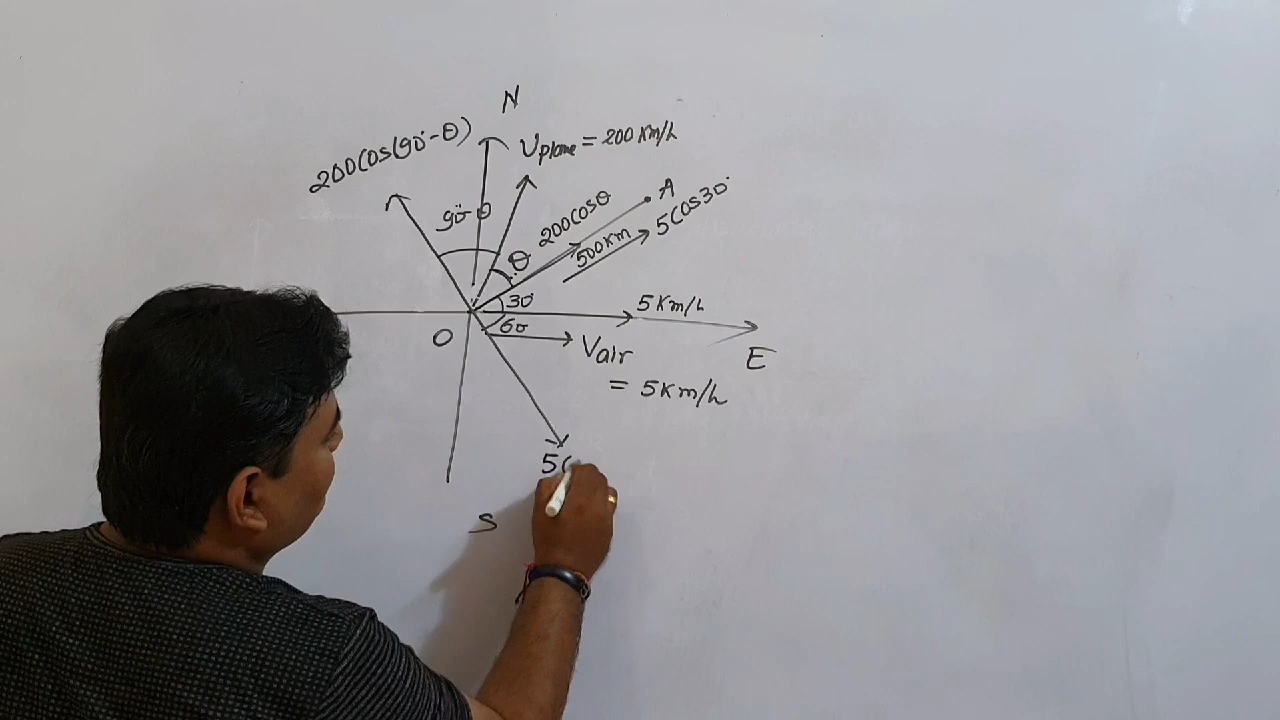 N
200Cos(90°-θ)
Vplane = 200 Km/h
90°-θ
θ
200Cosθ
A
500Km
5Cos30°
30°
5Km/h
60
O
Vair
= 5Km/h
E
5(
S